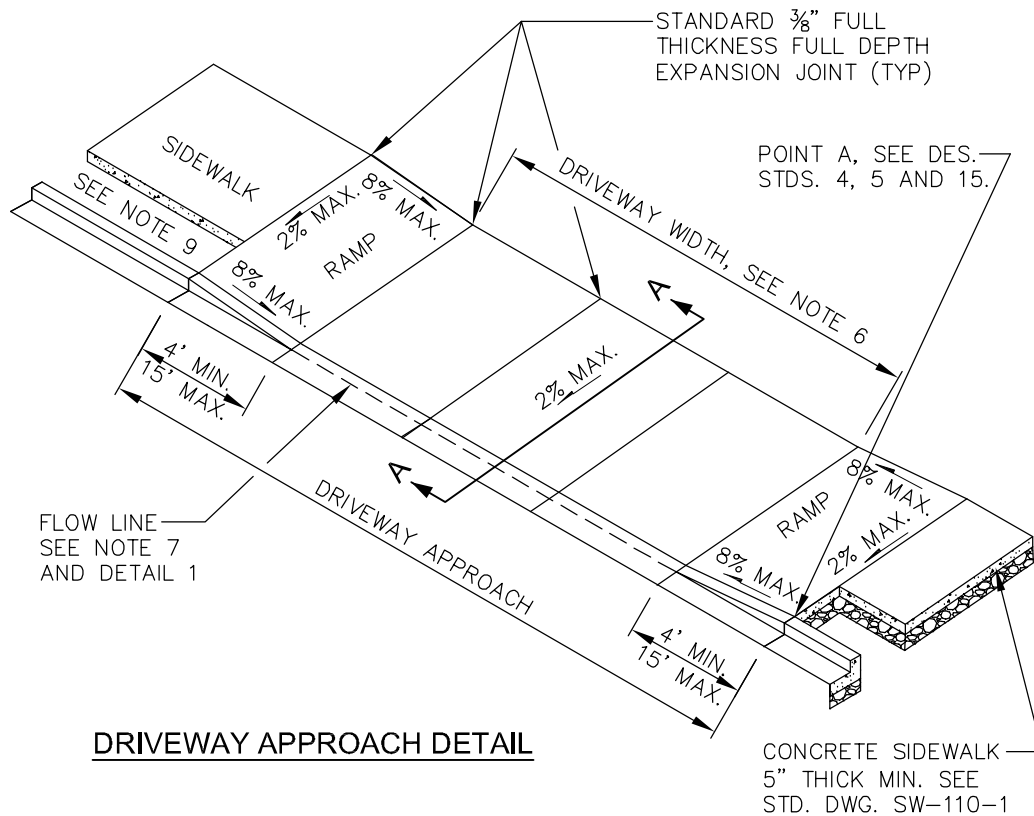 STANDARD 3/8" FULL
THICKNESS FULL DEPTH
EXPANSION JOINT (TYP)
POINT A, SEE DES.
STDS. 4, 5 AND 15.
SIDEWALK
SEE NOTE 9
2% MAX.
8% MAX.
RAMP
8% MAX.
DRIVEWAY WIDTH, SEE NOTE 6
A
2% MAX.
A
4' MIN.
15' MAX.
DRIVEWAY APPROACH
FLOW LINE
SEE NOTE 7
AND DETAIL 1
8% MAX.
RAMP
2% MAX.
8% MAX.
4' MIN.
15' MAX.
DRIVEWAY APPROACH DETAIL
CONCRETE SIDEWALK
5" THICK MIN. SEE
STD. DWG. SW-110-1